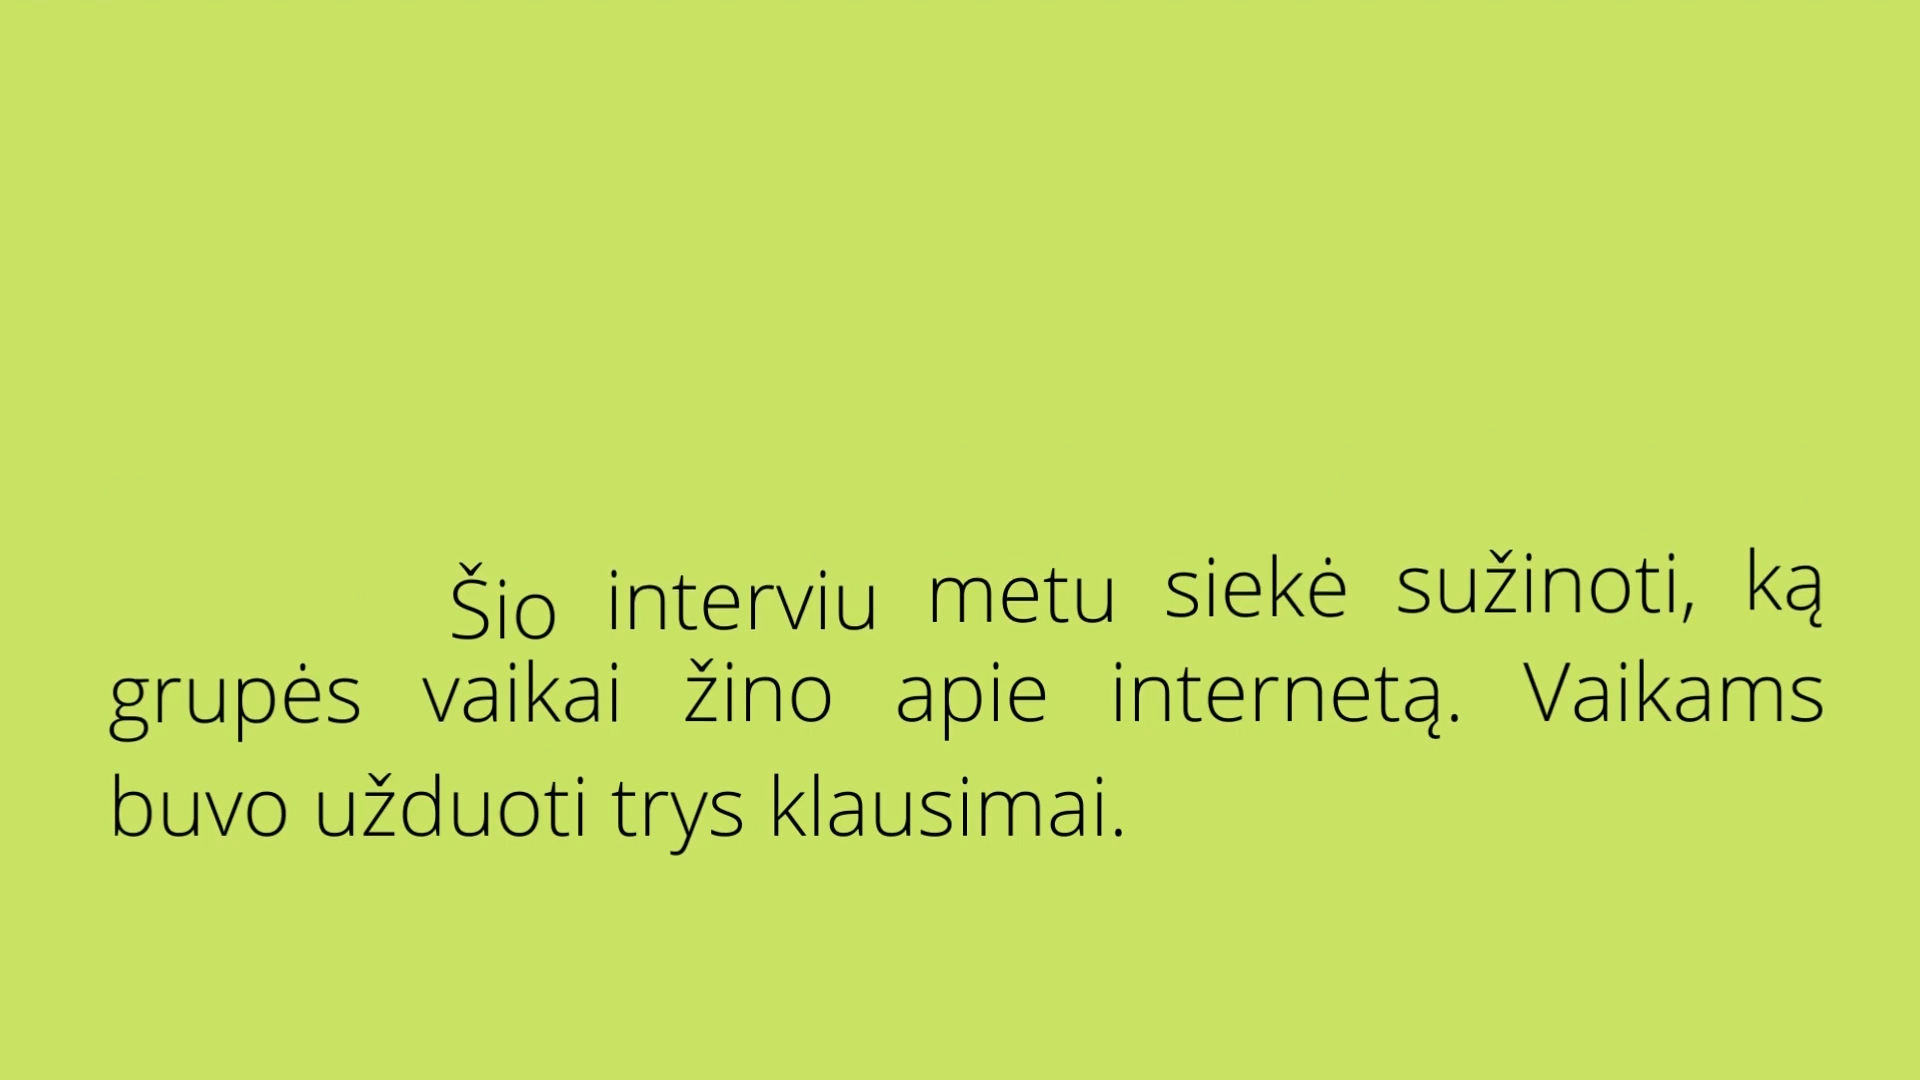 Šio interviu metu siekė sužinoti, ką
grupės vaikai žino apie internetą. Vaikams
buvo užduoti trys klausimai.